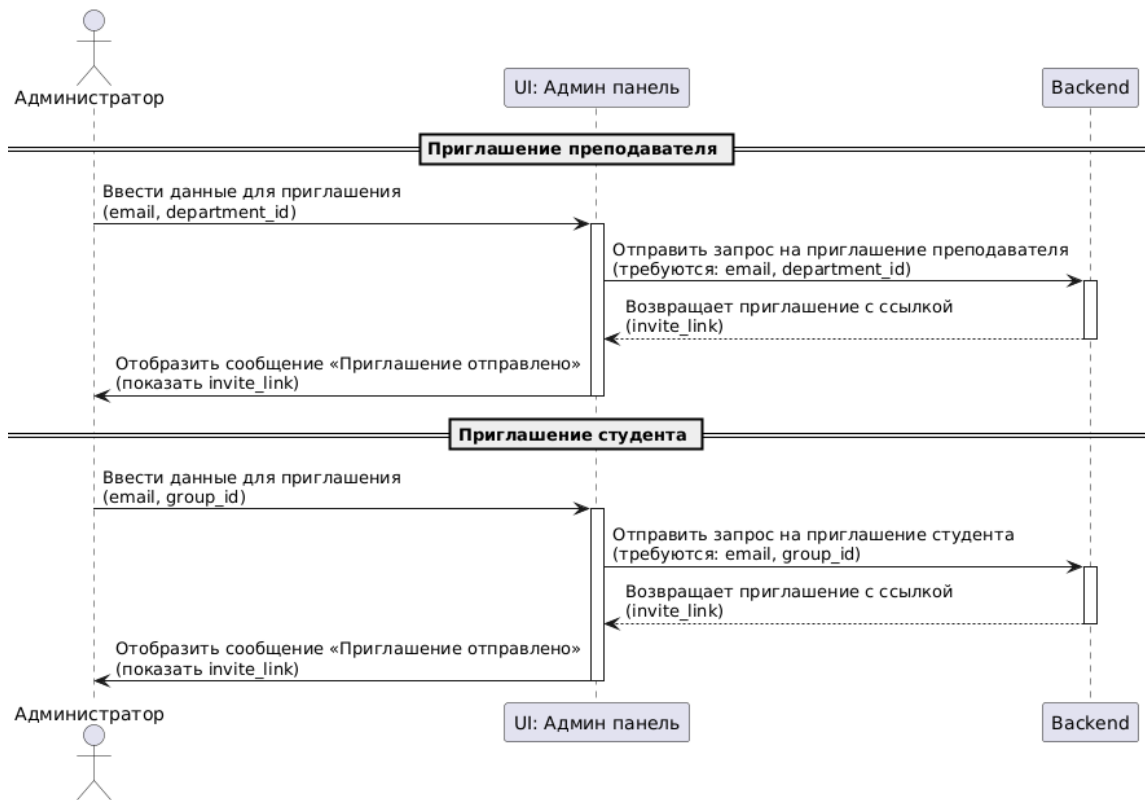 Администратор
UI: Админ панель
Backend
Приглашение преподавателя
Ввести данные для приглашения
(email, department_id)
Отправить запрос на приглашение преподавателя
(требуются: email, department_id)
Возвращает приглашение с ссылкой
(invite_link)
Отобразить сообщение «Приглашение отправлено»
(показать invite_link)
Приглашение студента
Ввести данные для приглашения
(email, group_id)
Отправить запрос на приглашение студента
(требуются: email, group_id)
Возвращает приглашение с ссылкой
(invite_link)
Отобразить сообщение «Приглашение отправлено»
(показать invite_link)
Администратор
UI: Админ панель
Backend